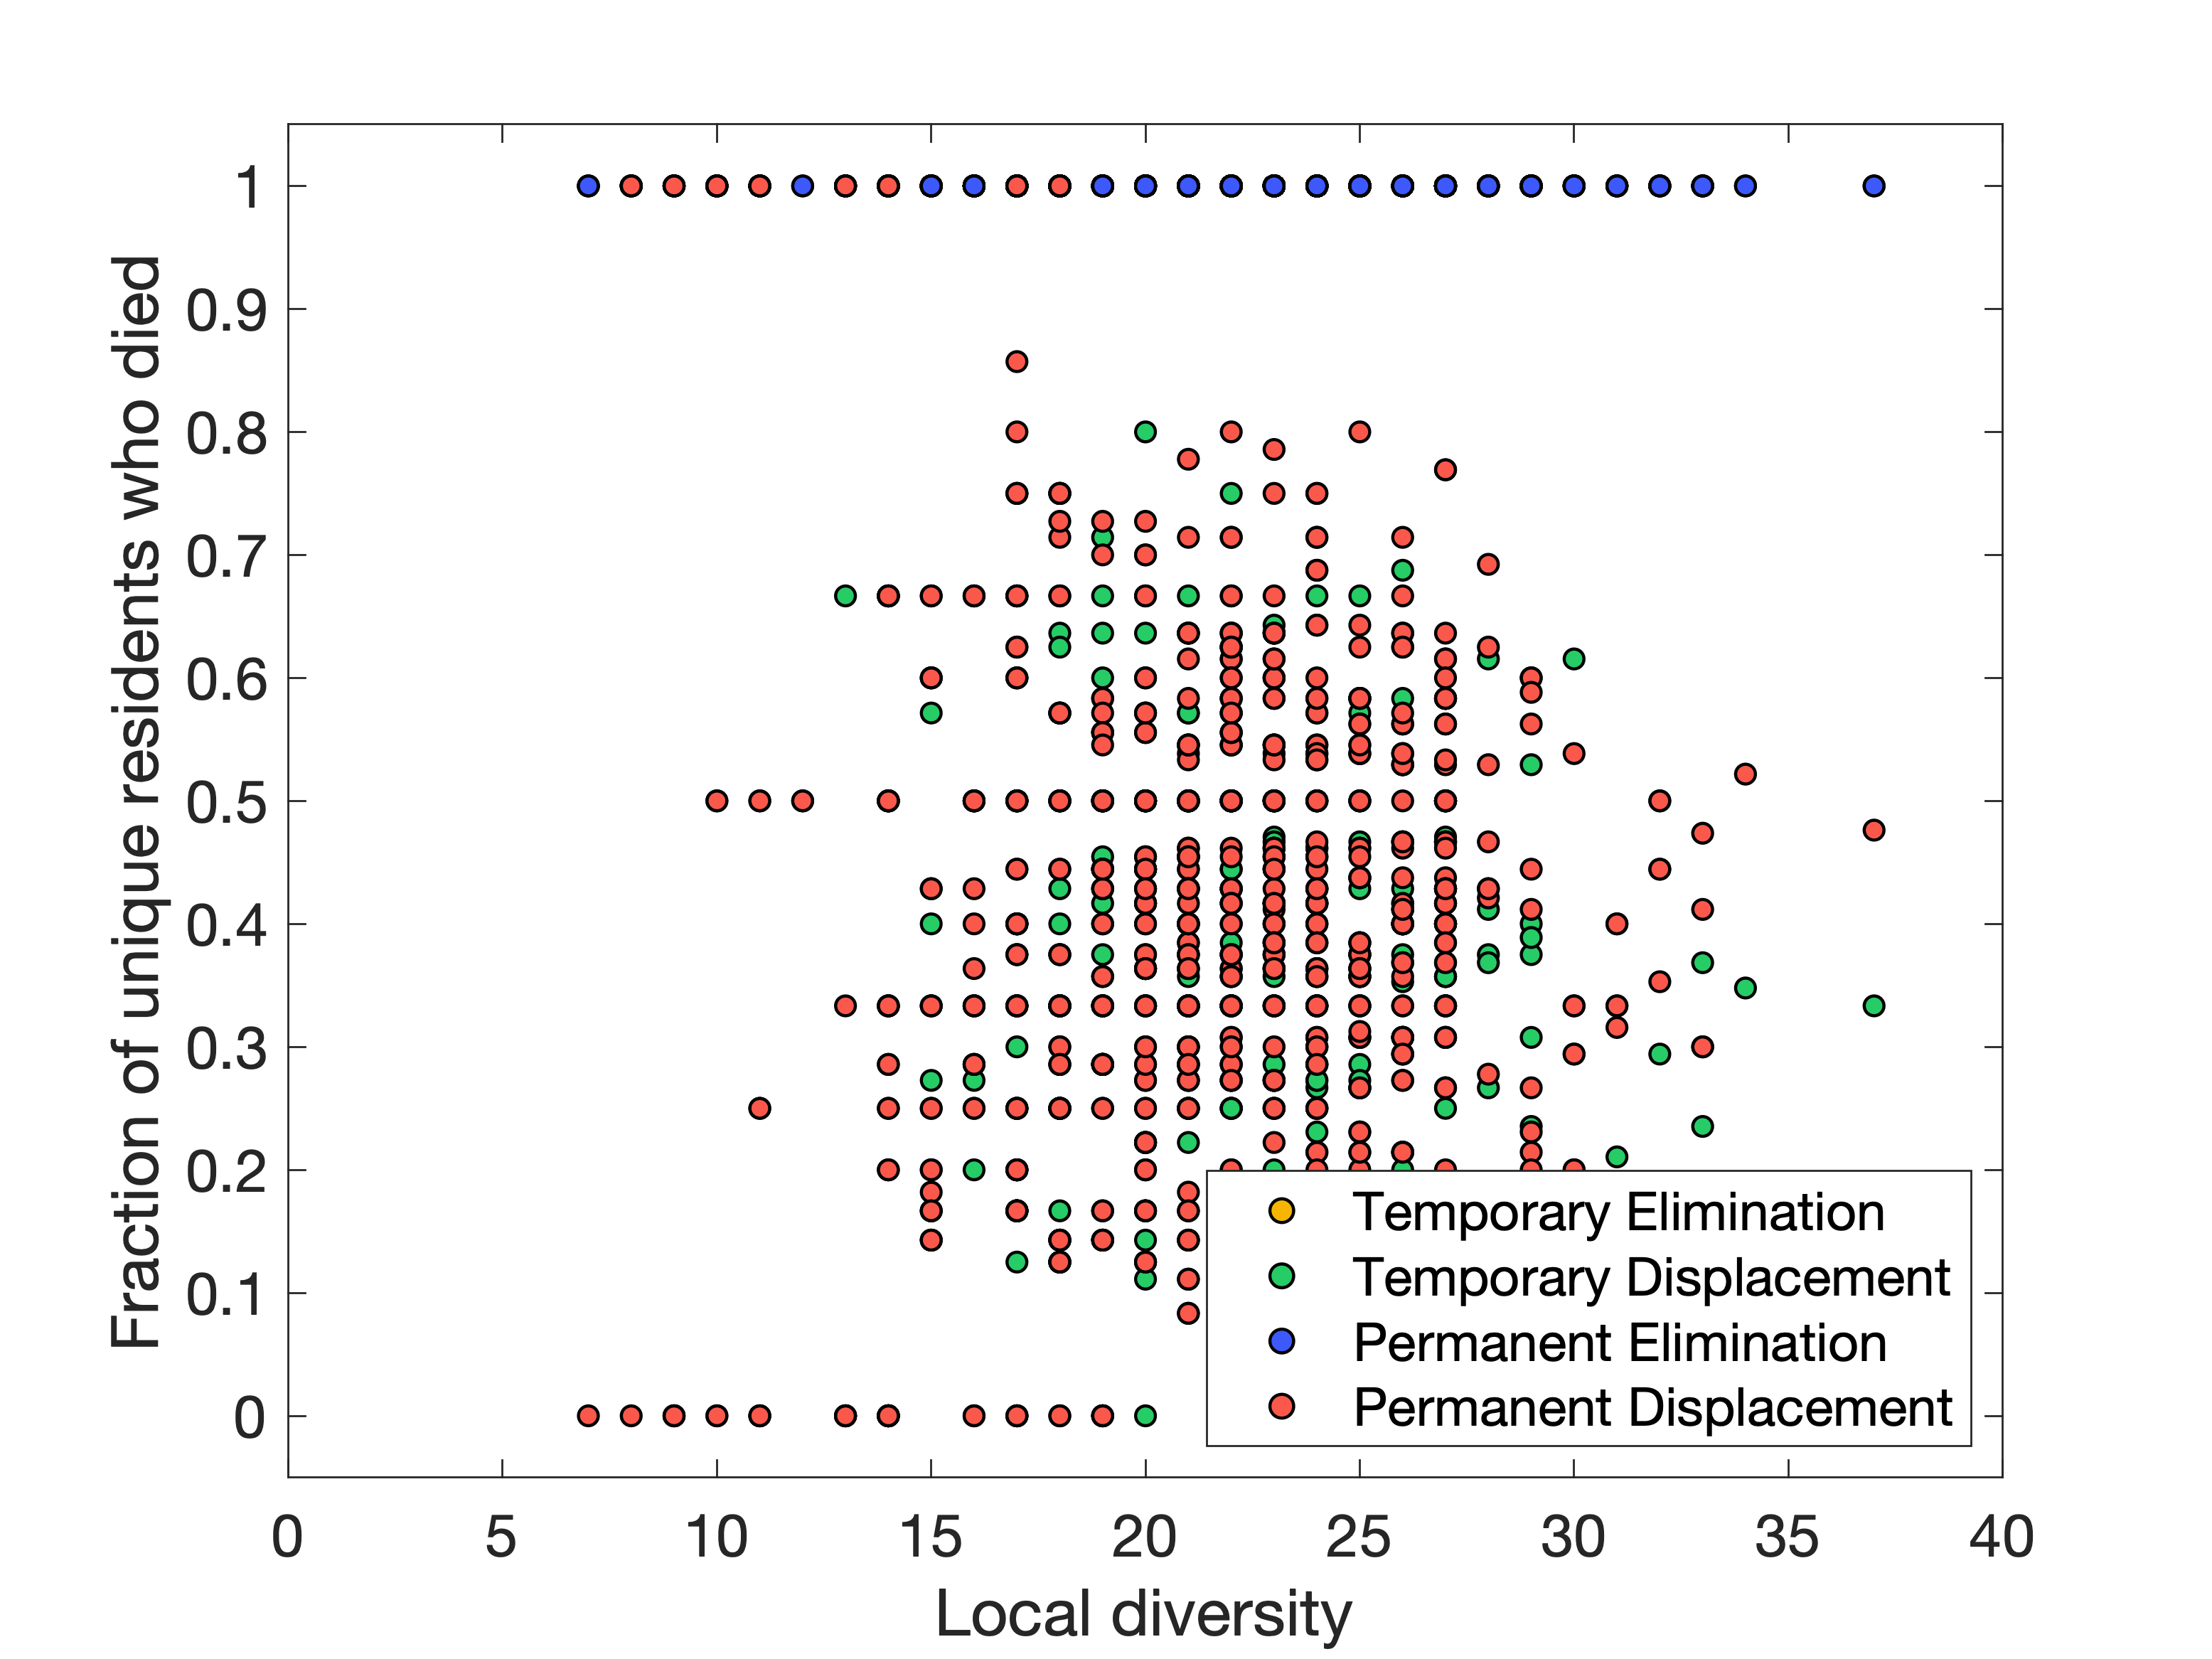 Fraction of unique residents who died
1
0.9
0.8
0.7
0.6
0.5
0.4
0.3
0.2
0.1
0
Temporary Elimination
Temporary Displacement
Permanent Elimination
Permanent Displacement
0 5 10 15 20 25 30 35 40
Local diversity